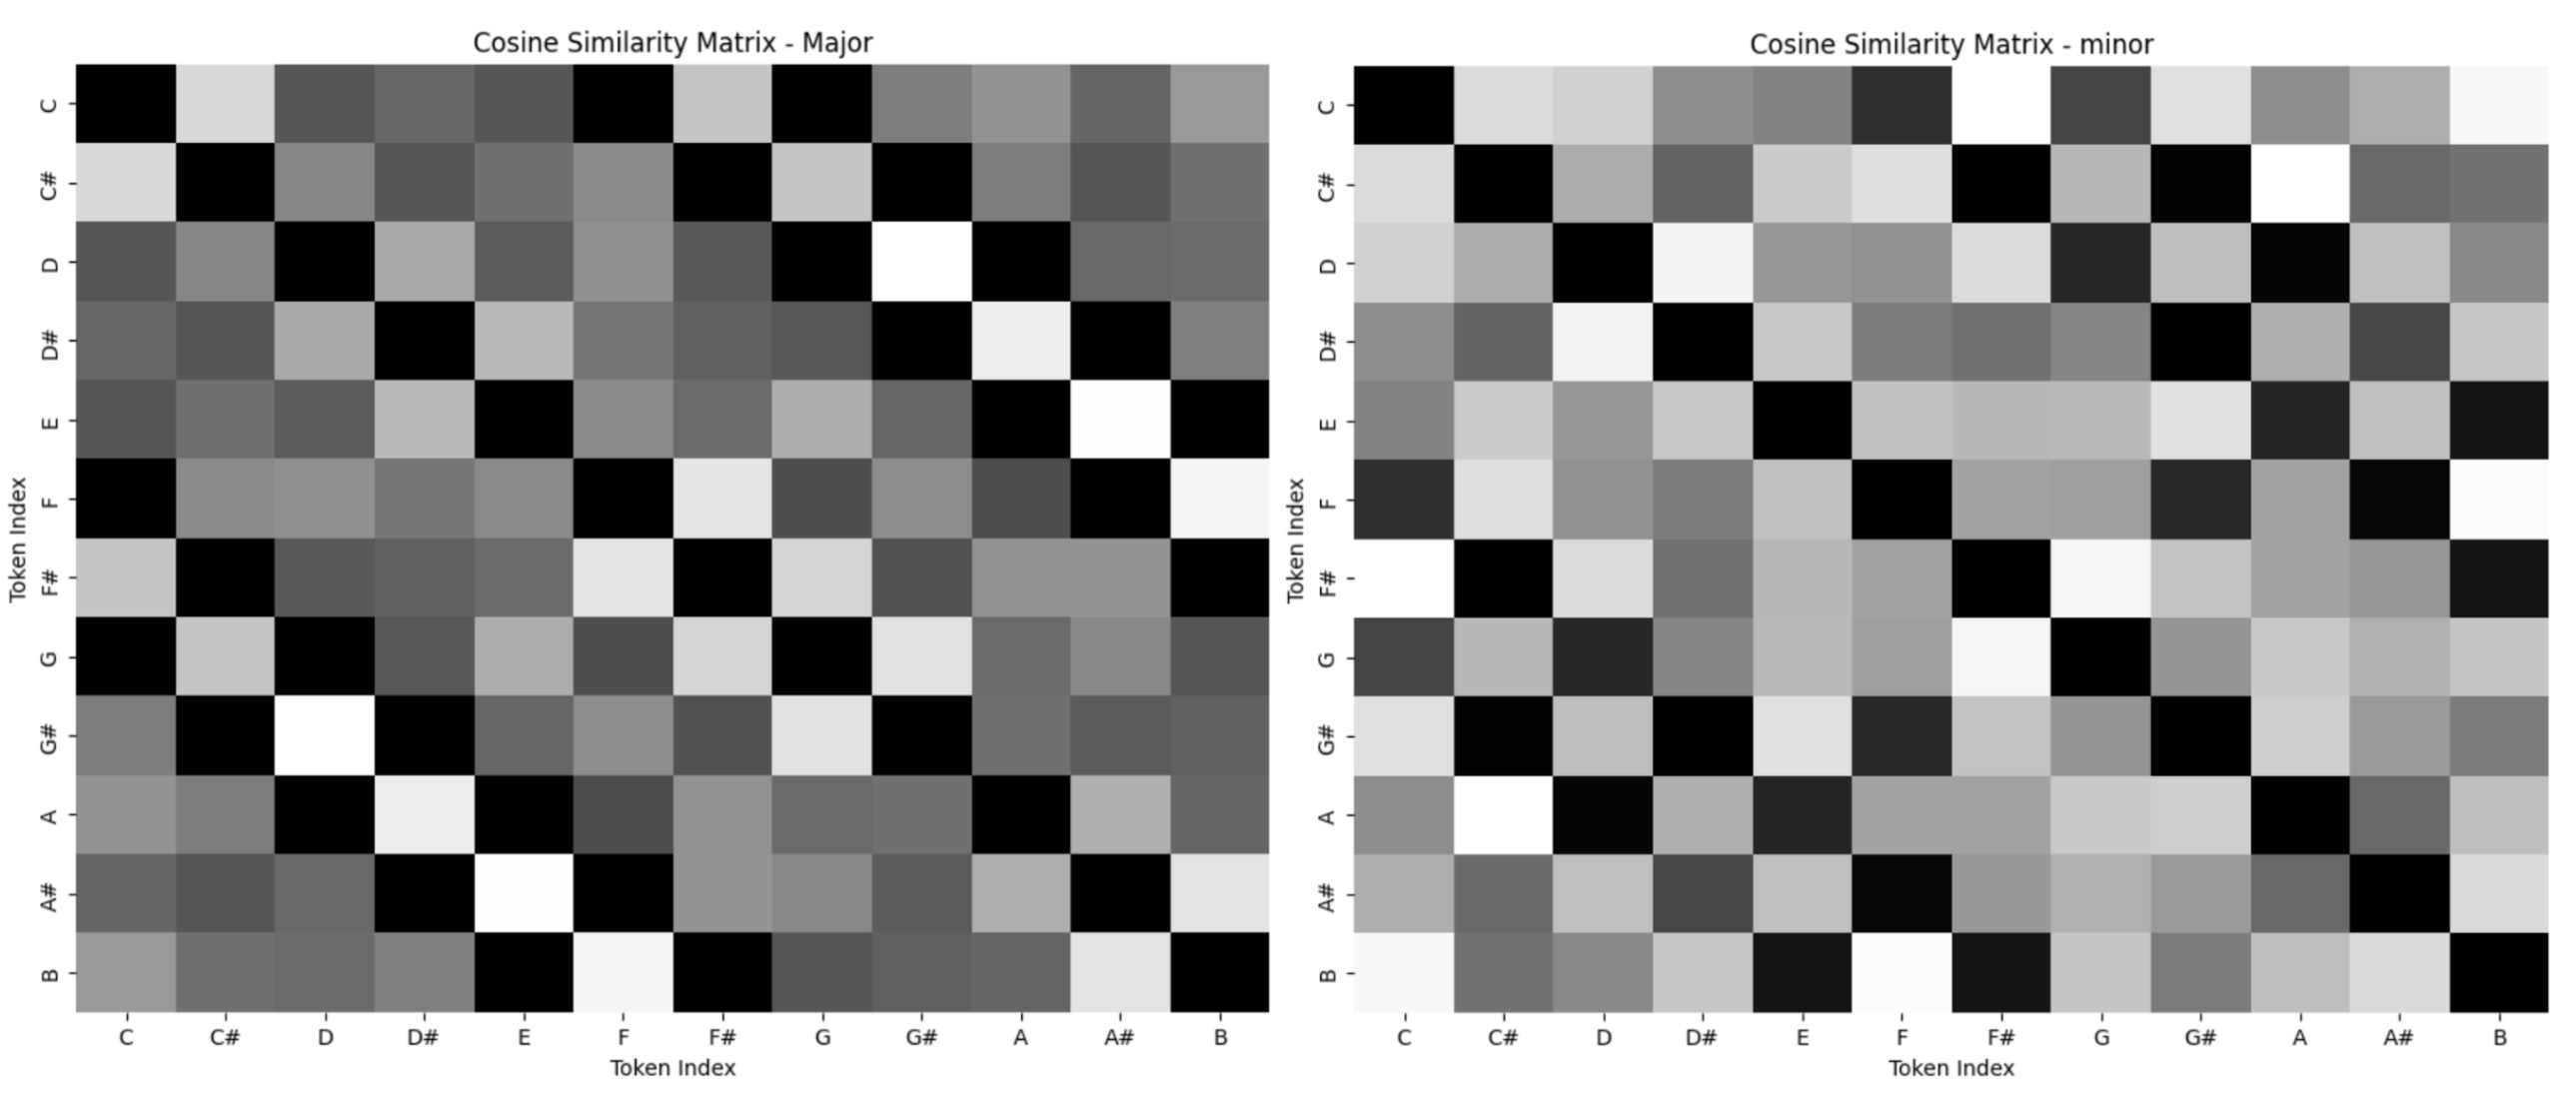 Cosine Similarity Matrix - Major
C
C#
D
D#
E
F
F#
G
G#
A
A#
B
Token Index
C C# D D# E F F# G G# A A# B
Token Index
Cosine Similarity Matrix - minor
C
C#
D
D#
E
F
F#
G
G#
A
A#
B
Token Index
C C# D D# E F F# G G# A A# B
Token Index